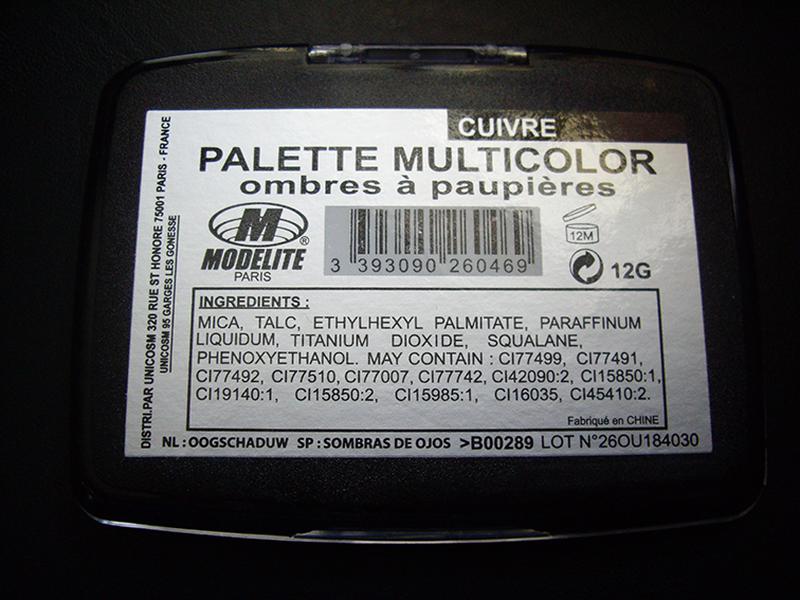 CUIVRE
PALETTE MULTICOLOR
ombres à paupières
MODELITE®
PARIS
3 393090 260469
12M
12G
INGREDIENTS :
MICA, TALC, ETHYLHEXYL PALMITATE, PARAFFINUM
LIQUIDUM, TITANIUM DIOXIDE, SQUALANE,
PHENOXYETHANOL. MAY CONTAIN : CI77499, CI77491,
CI77492, CI77510, CI77007, CI77742, CI42090:2, CI15850:1,
CI19140:1, CI15850:2, CI15985:1, CI16035, CI45410:2.
Fabriqué en CHINE
NL : OOGSCHADUW SP : SOMBRAS DE OJOS >B00289 LOT N°26OU184030
DISTRI.PAR UNICOSM 320 RUE ST HONORE 75001 PARIS - FRANCE
UNICOSM 95 GARGES LES GONESSE